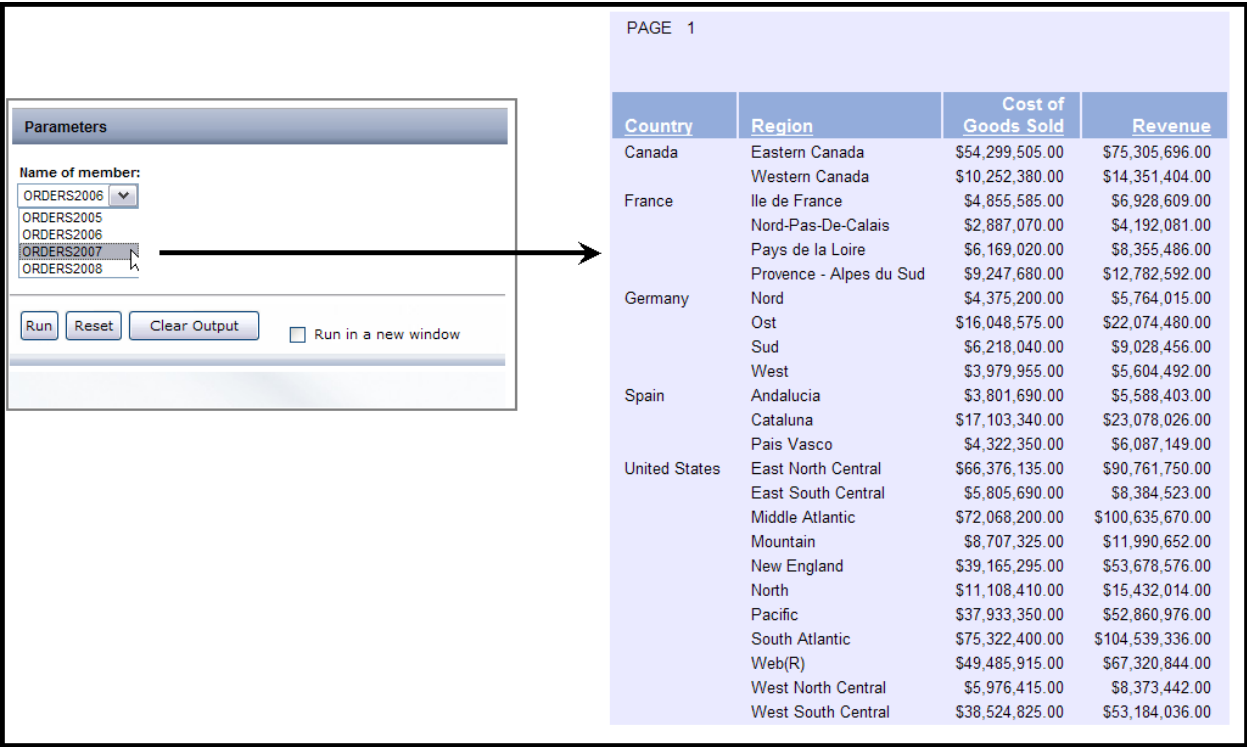 Parameters
Name of member:
ORDERS2006
ORDERS2005
ORDERS2006
ORDERS2007
ORDERS2008
Run Reset Clear Output Run in a new window
PAGE 1
Country Region Cost of Goods Sold Revenue
Canada Eastern Canada $54,299,505.00 $75,305,696.00
Western Canada $10,252,380.00 $14,351,404.00
France Ile de France $4,855,585.00 $6,928,609.00
Nord-Pas-De-Calais $2,887,070.00 $4,192,081.00
Pays de la Loire $6,169,020.00 $8,355,486.00
Provence - Alpes du Sud $9,247,680.00 $12,782,592.00
Germany Nord $4,375,200.00 $5,764,015.00
Ost $16,048,575.00 $22,074,480.00
Sud $6,218,040.00 $9,028,456.00
West $3,979,955.00 $5,604,492.00
Spain Andalucia $3,801,690.00 $5,588,403.00
Cataluna $17,103,340.00 $23,078,026.00
Pais Vasco $4,322,350.00 $6,087,149.00
United States East North Central $66,376,135.00 $90,761,750.00
East South Central $5,805,690.00 $8,384,523.00
Middle Atlantic $72,068,200.00 $100,635,670.00
Mountain $8,707,325.00 $11,990,652.00
New England $39,165,295.00 $53,678,576.00
North $11,108,410.00 $15,432,014.00
Pacific $37,933,350.00 $52,860,976.00
South Atlantic $75,322,400.00 $104,539,336.00
Web(R) $49,485,915.00 $67,320,844.00
West North Central $5,976,415.00 $8,373,442.00
West South Central $38,524,825.00 $53,184,036.00